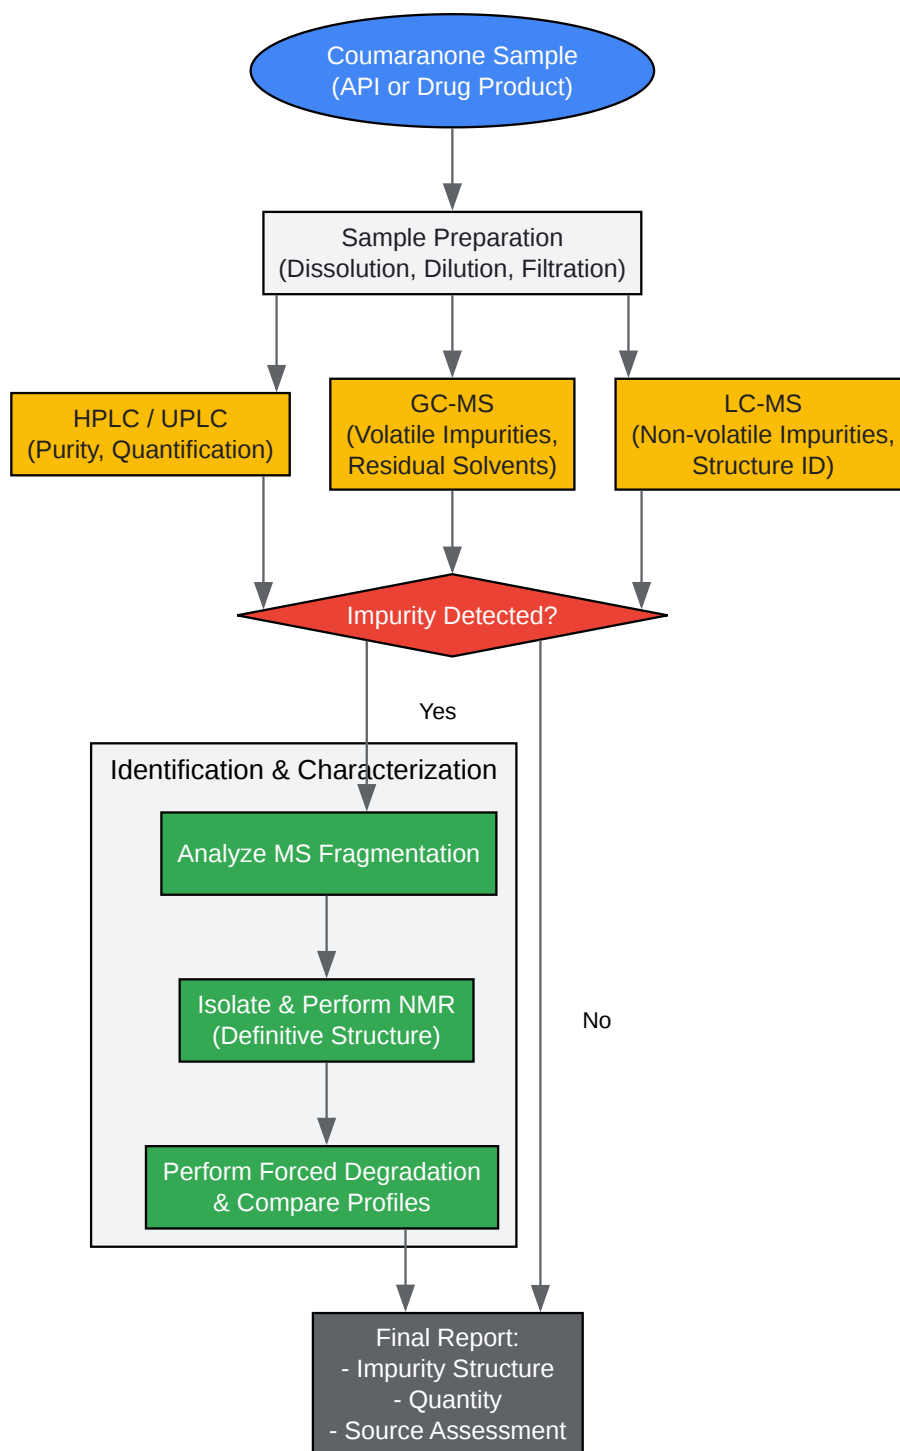 Coumaranone Sample
(API or Drug Product)
Sample Preparation
(Dissolution, Dilution, Filtration)
HPLC / UPLC
(Purity, Quantification)
GC-MS
(Volatile Impurities,
Residual Solvents)
LC-MS
(Non-volatile Impurities,
Structure ID)
Impurity Detected?
Yes
Identification & Characterization
Analyze MS Fragmentation
Isolate & Perform NMR
(Definitive Structure)
No
Perform Forced Degradation
& Compare Profiles
Final Report:
- Impurity Structure
- Quantity
- Source Assessment